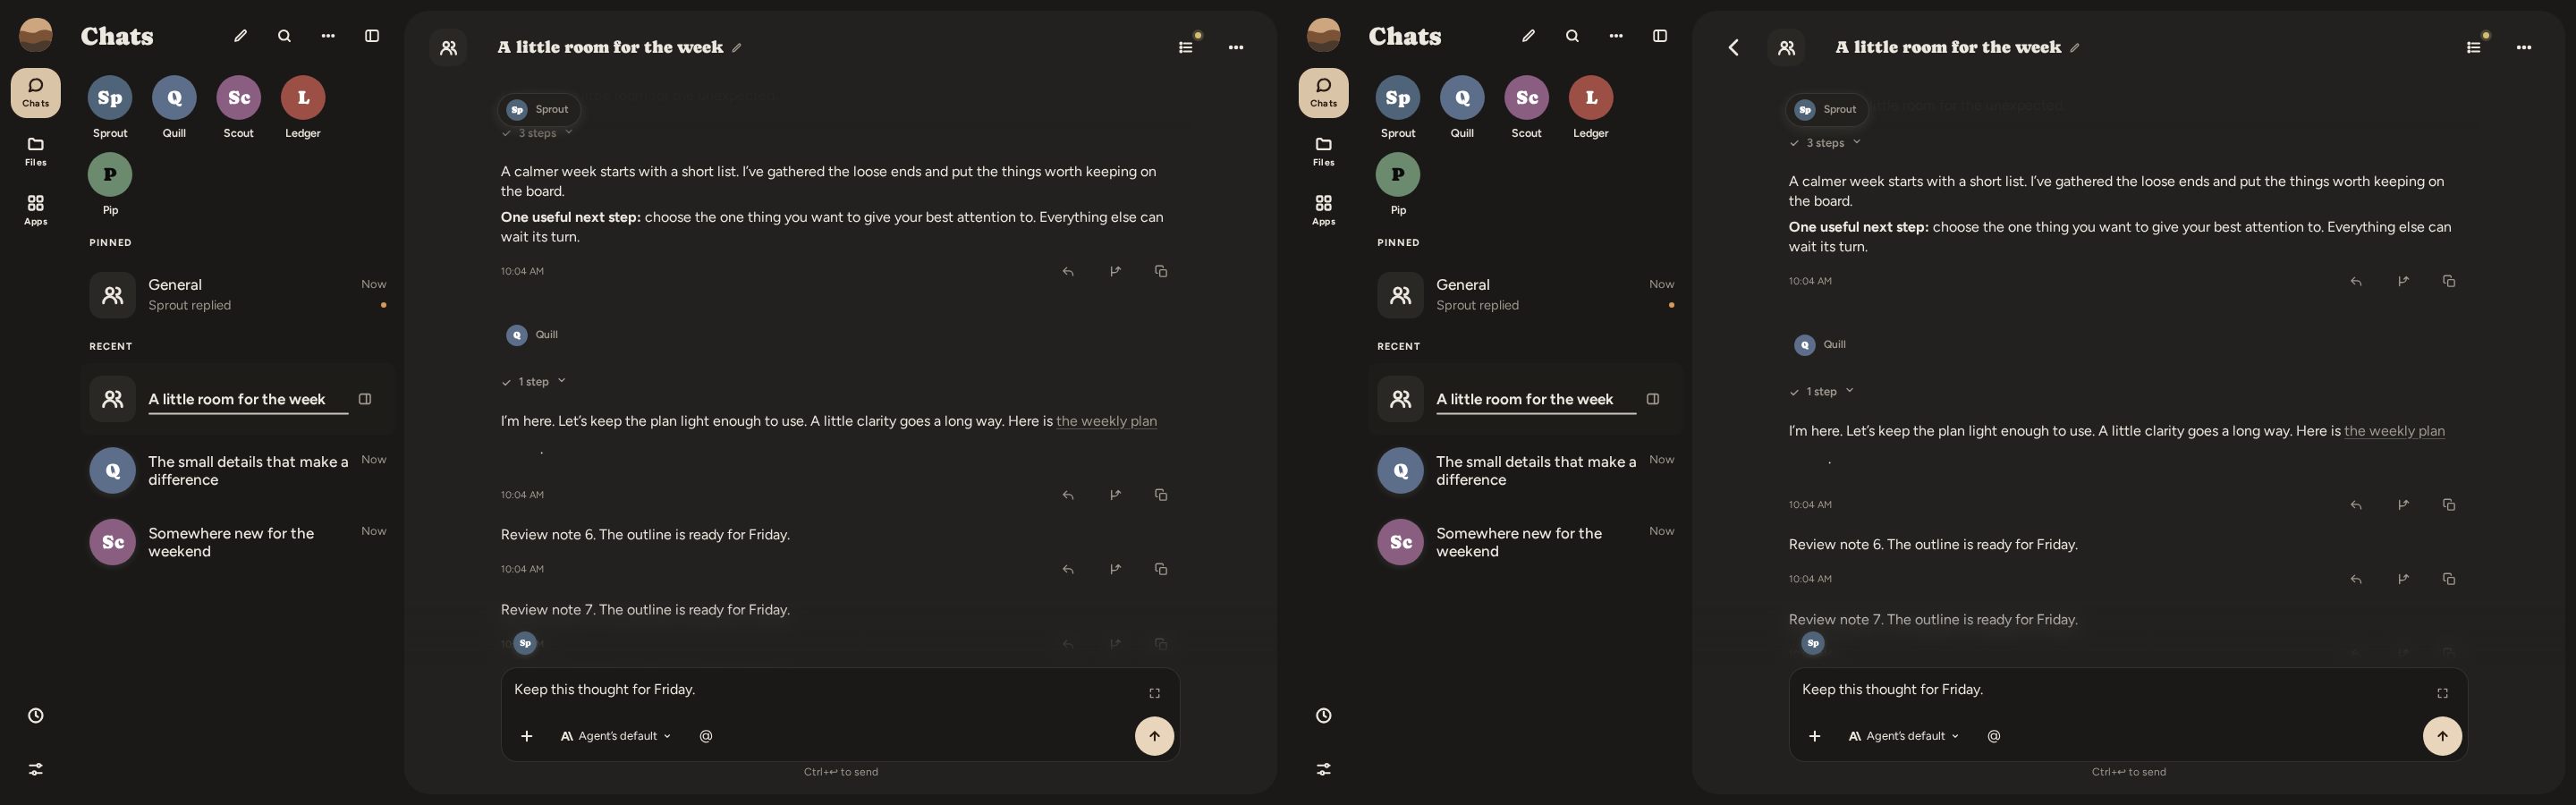 Chats
Chats
Files
Apps
Sp
Sprout
Q
Quill
Sc
Scout
L
Ledger
P
Pip
PINNED
General
Now
Sprout replied
RECENT
A little room for the week
Q
The small details that make a
difference
Now
Sc
Somewhere new for the
weekend
Now
A little room for the week
Sp Sprout
3 steps
A calmer week starts with a short list. I've gathered the loose ends and put the things worth keeping on
the board.
One useful next step: choose the one thing you want to give your best attention to. Everything else can
wait its turn.
10:04 AM
Q Quill
1 step
I'm here. Let's keep the plan light enough to use. A little clarity goes a long way. Here is the weekly plan
.
10:04 AM
Review note 6. The outline is ready for Friday.
10:04 AM
Review note 7. The outline is ready for Friday.
Sp
Keep this thought for Friday.
Agent's default
@
Ctrl+↩ to send
Chats
Chats
Files
Apps
Sp
Sprout
Q
Quill
Sc
Scout
L
Ledger
P
Pip
PINNED
General
Now
Sprout replied
RECENT
A little room for the week
Q
The small details that make a
difference
Now
Sc
Somewhere new for the
weekend
Now
A little room for the week
Sp Sprout
little room for the unexpected.
3 steps
A calmer week starts with a short list. I've gathered the loose ends and put the things worth keeping on
the board.
One useful next step: choose the one thing you want to give your best attention to. Everything else can
wait its turn.
10:04 AM
Q Quill
1 step
I'm here. Let's keep the plan light enough to use. A little clarity goes a long way. Here is the weekly plan
.
10:04 AM
Review note 6. The outline is ready for Friday.
10:04 AM
Review note 7. The outline is ready for Friday.
Sp
Keep this thought for Friday.
Agent's default
@
Ctrl+↩ to send